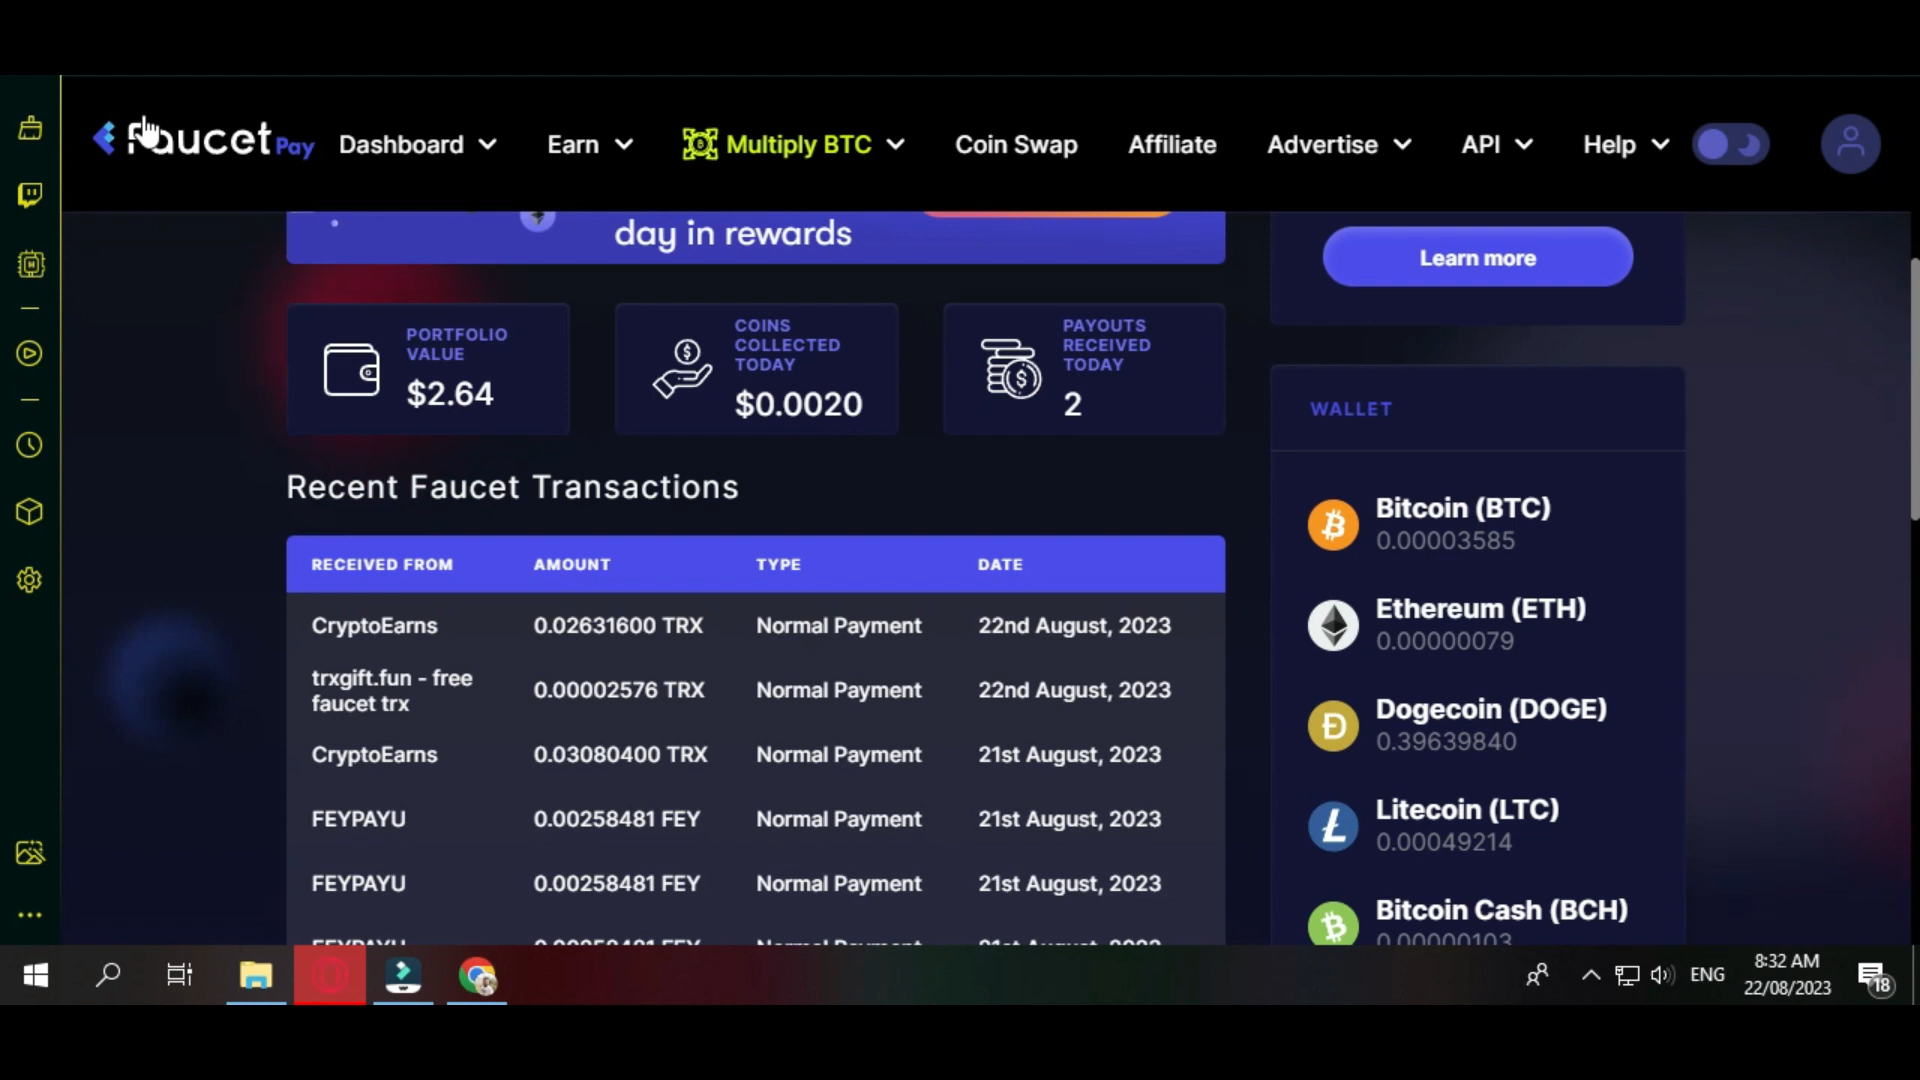 Faucet Pay Dashboard Earn Multiply BTC Coin Swap Affiliate Advertise API Help
day in rewards
Learn more
PORTFOLIO
VALUE
$2.64
COINS
COLLECTED
TODAY
$0.0020
PAYOUTS
RECEIVED
TODAY
2
Recent Faucet Transactions
RECEIVED FROM AMOUNT TYPE DATE
CryptoEarns 0.02631600 TRX Normal Payment 22nd August, 2023
trxgift.fun - free
faucet trx 0.00002576 TRX Normal Payment 22nd August, 2023
CryptoEarns 0.03080400 TRX Normal Payment 21st August, 2023
FEYPAYU 0.00258481 FEY Normal Payment 21st August, 2023
FEYPAYU 0.00258481 FEY Normal Payment 21st August, 2023
WALLET
Bitcoin (BTC)
0.00003585
Ethereum (ETH)
0.00000079
Dogecoin (DOGE)
0.39639840
Litecoin (LTC)
0.00049214
Bitcoin Cash (BCH)
0.00000103
ENG
8:32 AM
22/08/2023
18